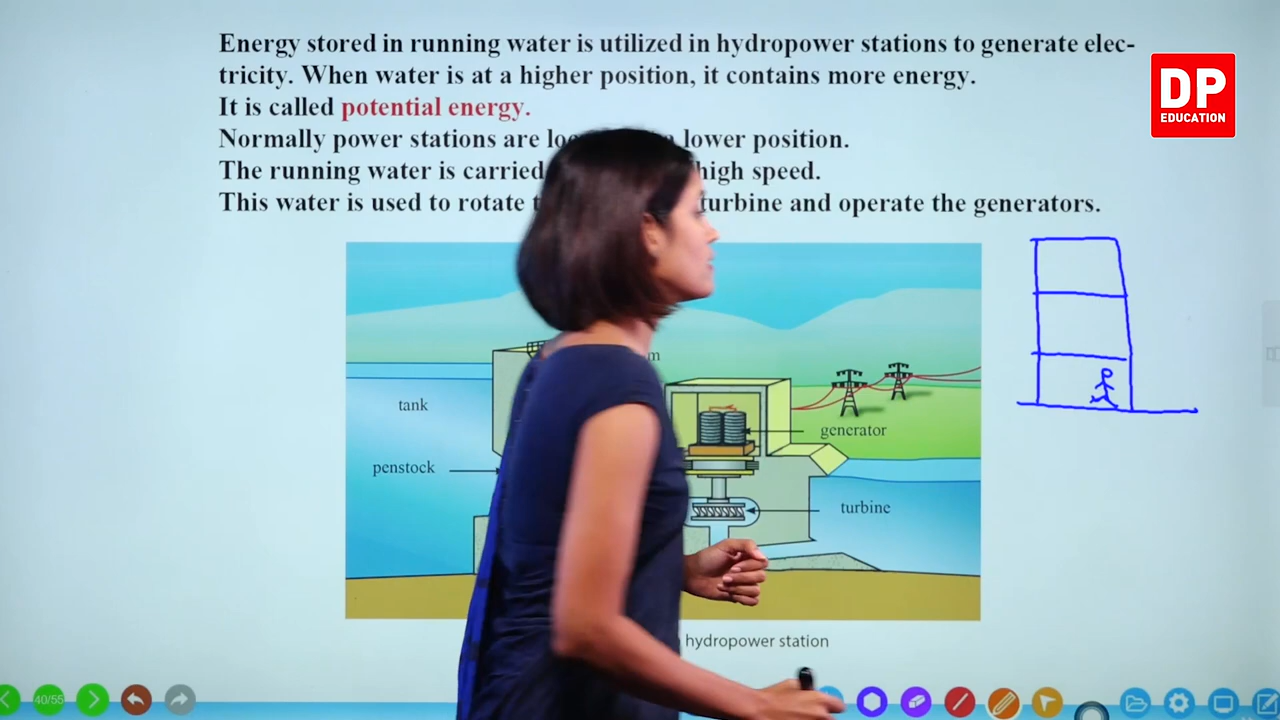 Energy stored in running water is utilized in hydropower stations to generate elec-
tricity. When water is at a higher position, it contains more energy.
It is called potential energy.
Normally power stations are lower position.
The running water is carried high speed.
This water is used to rotate turbine and operate the generators.
DP
EDUCATION
tank
generator
penstock
turbine
hydropower station
40/55